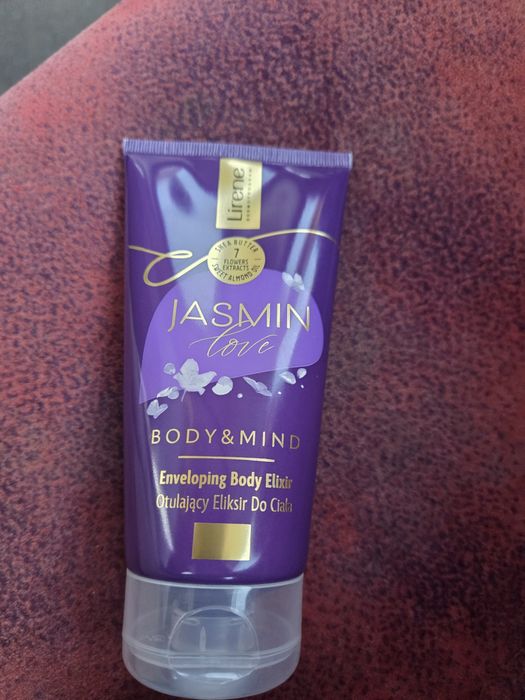 Lirene
SHEA BUTTER
7
FLOWERS
EXTRACTS
SWEET ALMOND OIL
JASMIN
love
BODY&MIND
Enveloping Body Elixir
Otulający Eliksir Do Ciała